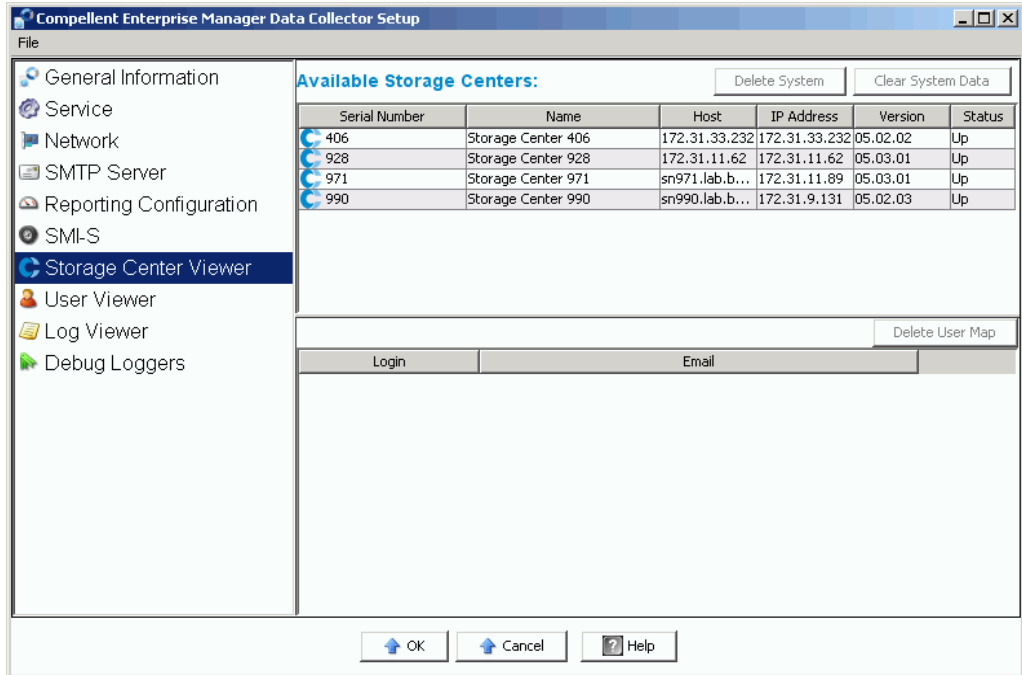 Compellent Enterprise Manager Data Collector Setup
File
General Information
Service
Network
SMTP Server
Reporting Configuration
SMI-S
Storage Center Viewer
User Viewer
Log Viewer
Debug Loggers
Available Storage Centers:
Delete System
Clear System Data
Serial Number Name Host IP Address Version Status
406 Storage Center 406 172.31.33.232 172.31.33.232 05.02.02 Up
928 Storage Center 928 172.31.11.62 172.31.11.62 05.03.01 Up
971 Storage Center 971 sn971.lab.b... 172.31.11.89 05.03.01 Up
990 Storage Center 990 sn990.lab.b... 172.31.9.131 05.02.03 Up
Delete User Map
Login Email
OK Cancel ? Help